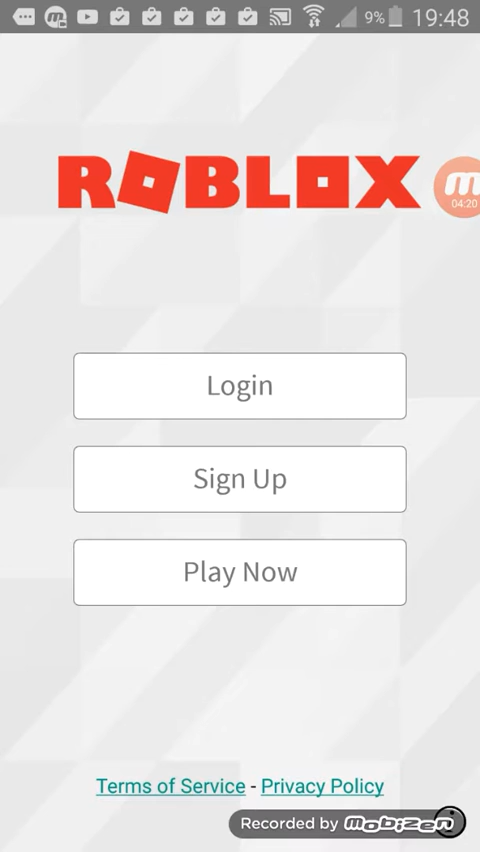 9% 19:48
ROBLOX
04:20
Login
Sign Up
Play Now
Terms of Service - Privacy Policy
Recorded by mobizen